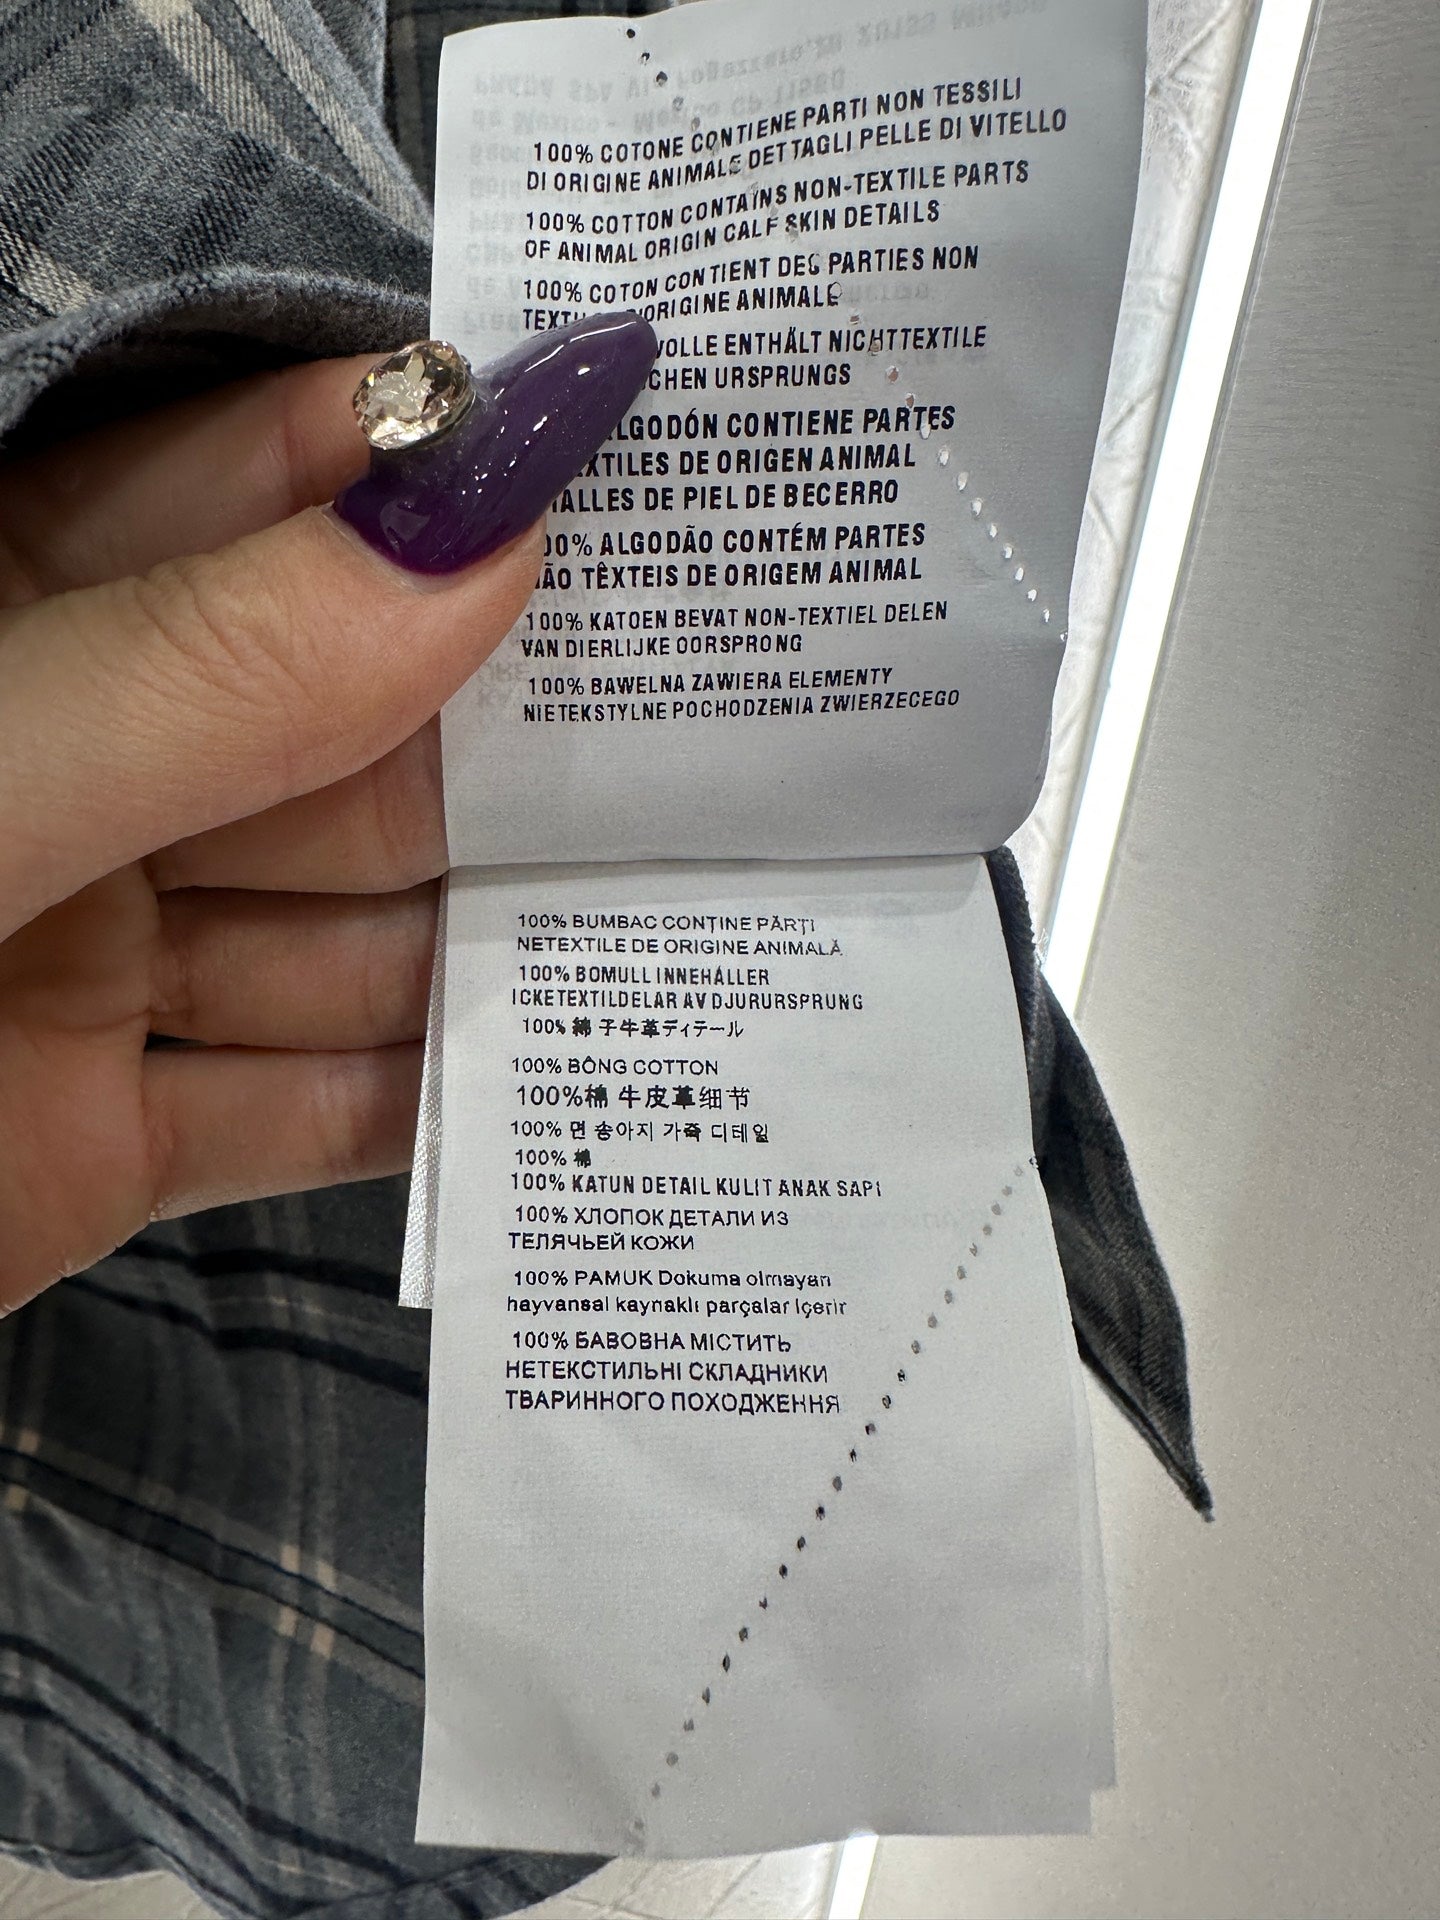 100% COTONE CONTIENE PARTI NON TESSILI
DI ORIGINE ANIMALE DETTAGLI PELLE DI VITELLO
100% COTTON CONTAINS NON-TEXTILE PARTS
OF ANIMAL ORIGIN CALF SKIN DETAILS
100% COTON CONTIENT DES PARTIES NON
ORIGINE ANIMALE
ENTHÄLT NICHTTEXTILE
URSPRUNGS
CONTIENE PARTES
DE ORIGEN ANIMAL
DE PIEL DE BECERRO
ALGODÃO CONTÉM PARTES
TÊXTEIS DE ORIGEM ANIMAL
100% KATOEN BEVAT NON-TEXTIEL DELEN
VAN DIERLIJKE OORSPRONG
100% BAWELNA ZAWIERA ELEMENTY
NIETEKSTYLNE POCHODZENIA ZWIERZECEGO
100% BUMBAC CONȚINE PĂRȚI
NETEXTILE DE ORIGINE ANIMALĂ
100% BOMULL INNEHÅLLER
ICKETEXTILDELAR AV DJURURSPRUNG
100% 綿 子牛革ディテール
100% BÔNG COTTON
100%棉 牛皮革细节
100% 면 송아지 가죽 디테일
100% 棉
100% KATUN DETAIL KULIT ANAK SAPI
100% ХЛОПОК ДЕТАЛИ ИЗ
ТЕЛЯЧЬЕЙ КОЖИ
100% PAMUK Dokuma olmayan
hayvansal kaynaklı parçalar içerir
100% БАВОВНА МІСТИТЬ
НЕТЕКСТИЛЬНІ СКЛАДНИКИ
ТВАРИННОГО ПОХОДЖЕННЯ